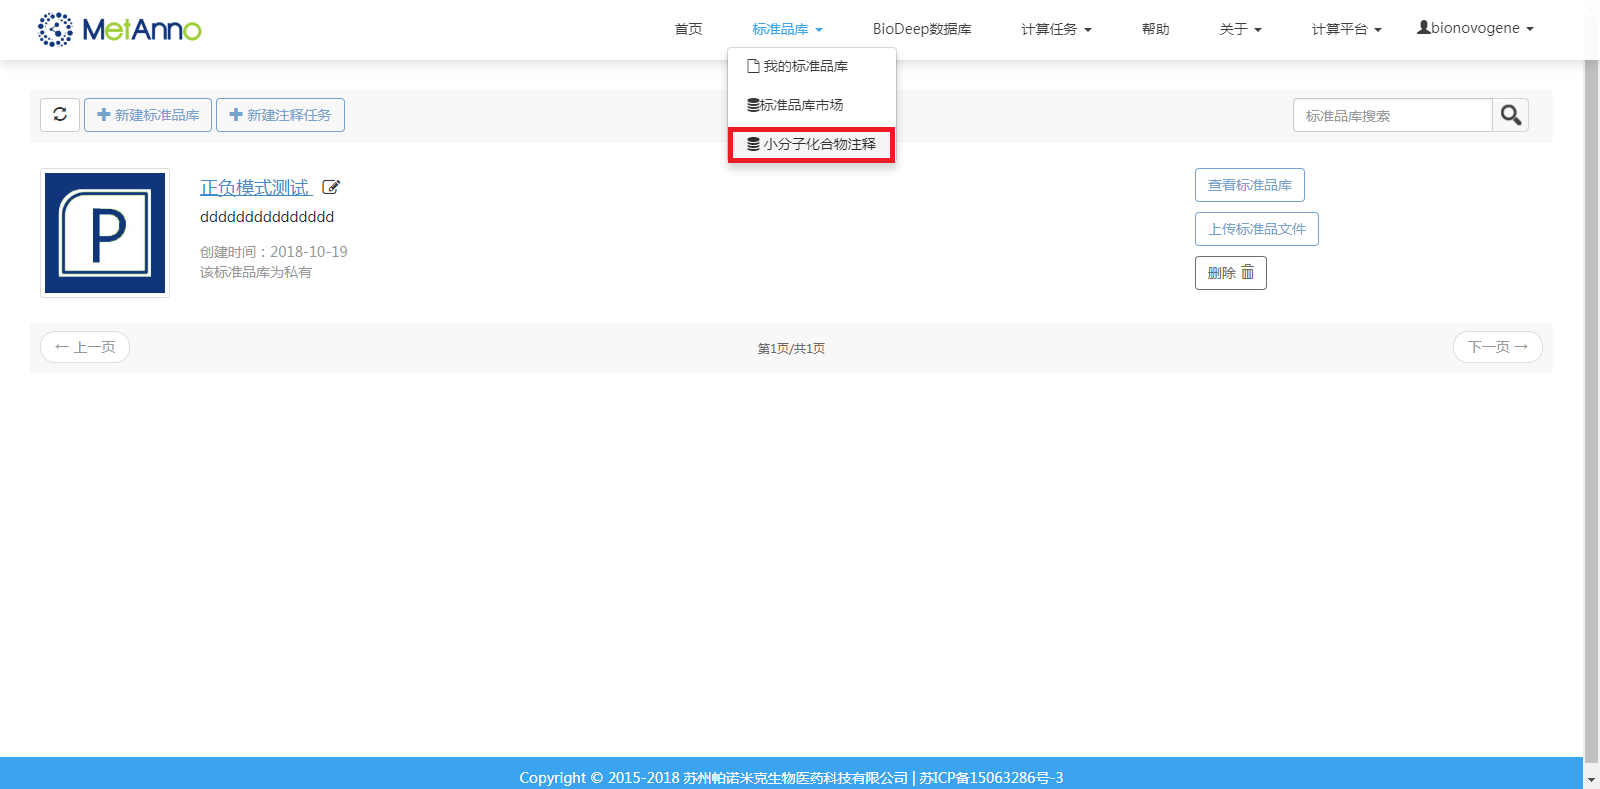 MetAnno
首页 标准品库 BioDeep数据库 计算任务 帮助 关于 计算平台 bionovogene
我的标准品库
标准品库市场
小分子化合物注释
新建标准品库 新建注释任务 标准品库搜索
P
正负模式测试
ddddddddddddddd
创建时间：2018-10-19
该标准品库为私有
查看标准品库
上传标准品文件
删除
← 上一页 第1页/共1页 下一页 →
Copyright © 2015-2018 苏州帕诺米克生物医药科技有限公司 | 苏ICP备15063286号-3